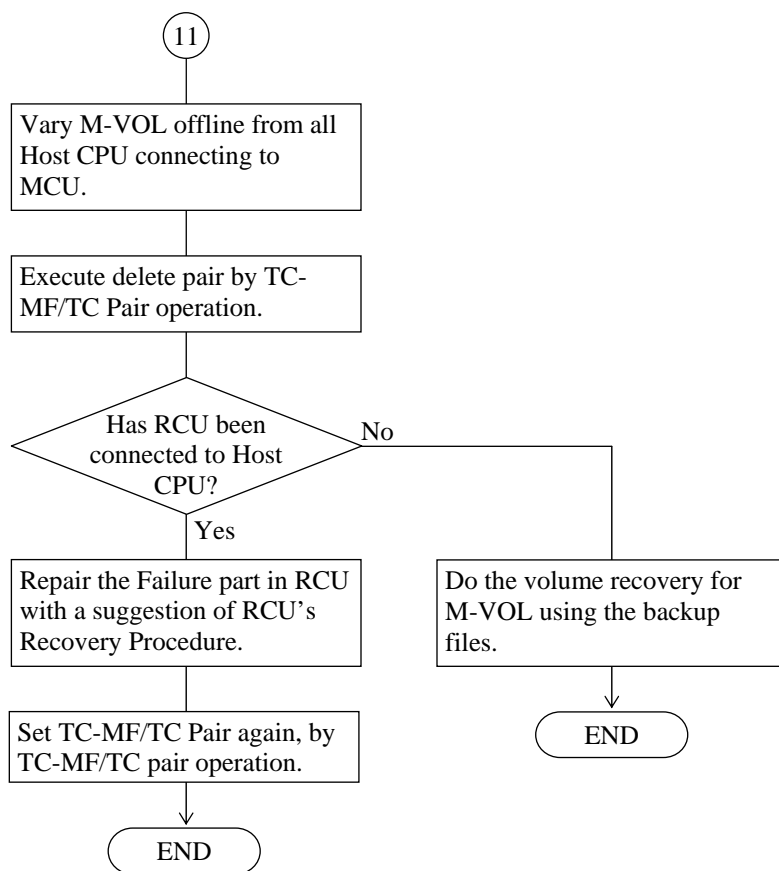 11
Vary M-VOL offline from all
Host CPU connecting to
MCU.
Execute delete pair by TC-
MF/TC Pair operation.
Has RCU been
connected to Host
CPU?
No
Yes
Repair the Failure part in RCU
with a suggestion of RCU’s
Recovery Procedure.
Do the volume recovery for
M-VOL using the backup
files.
Set TC-MF/TC Pair again, by
TC-MF/TC pair operation.
END
END